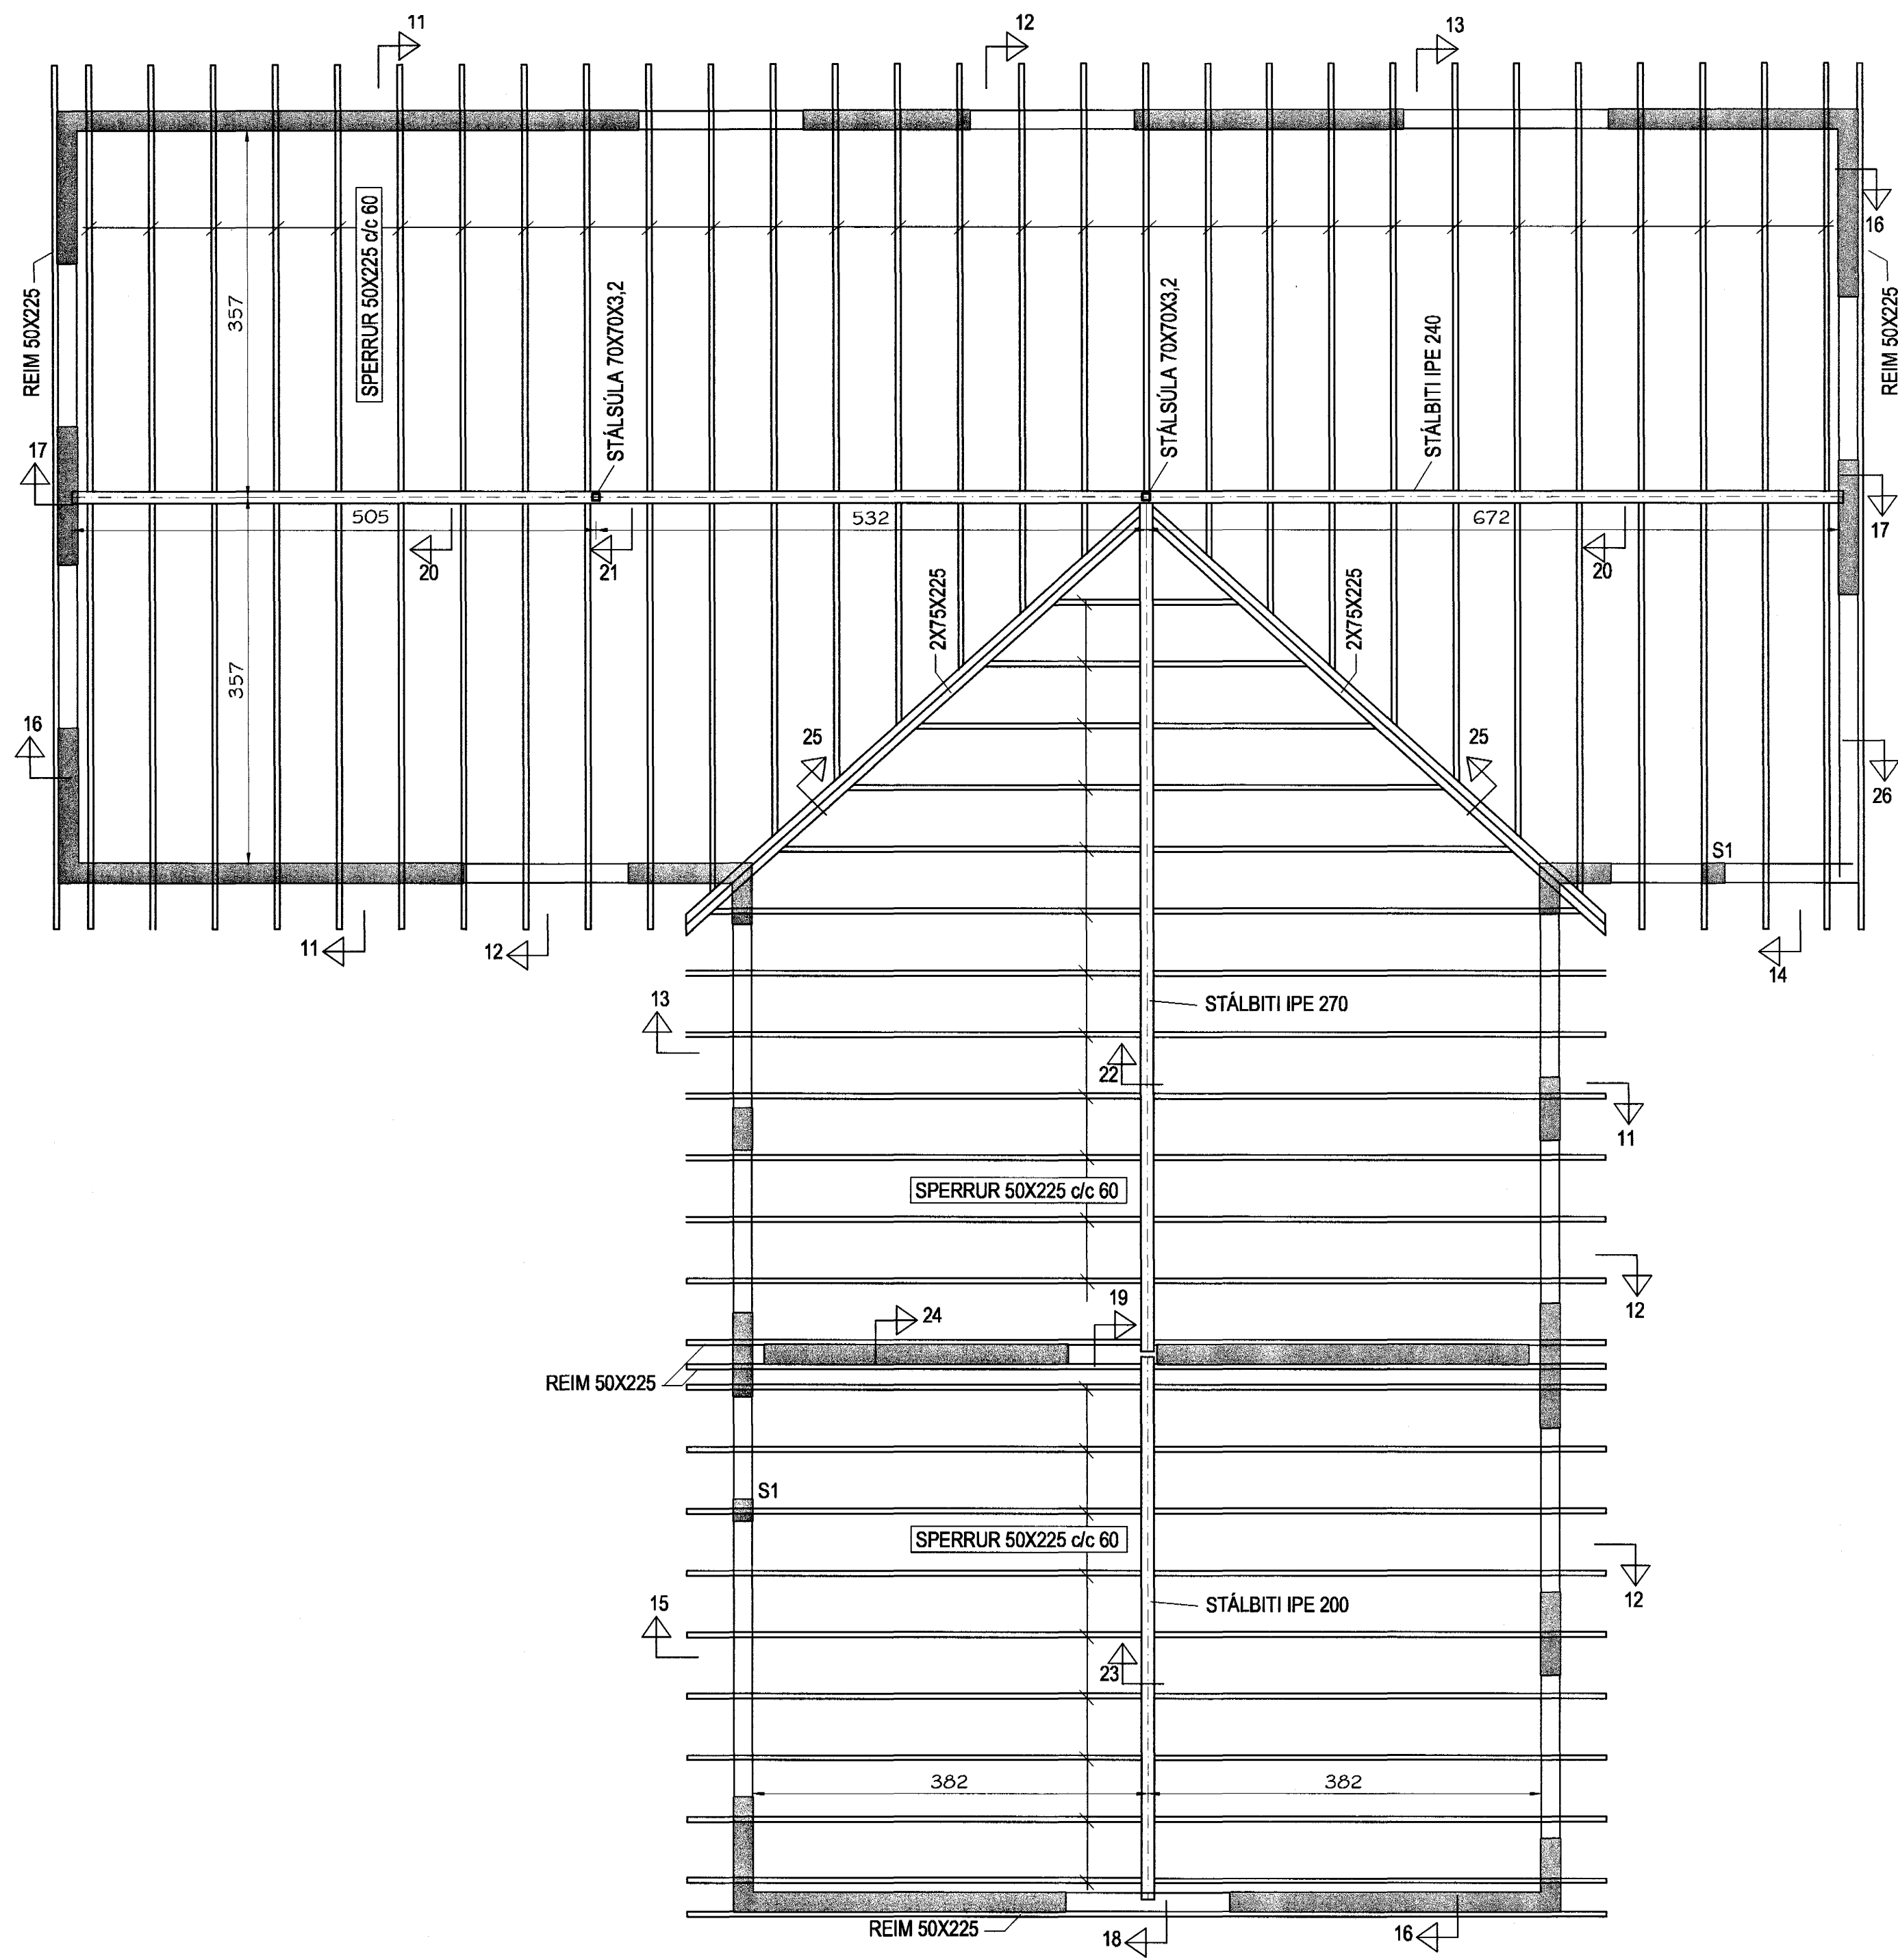 11
12
13
SPERRUR 50X225 c/c 60
16
REIM 50X225
357
STÁLSÚLA 70X70X3,2
STÁLSÚLA 70X70X3,2
STÁLBITI IPE 240
REIM 50X225
17
505
532
672
17
20
21
20
2X75X225
2X75X225
357
16
25
25
26
S1
11
12
14
13
STÁLBITI IPE 270
22
11
SPERRUR 50X225 c/c 60
19
24
12
REIM 50X225
S1
SPERRUR 50X225 c/c 60
12
15
STÁLBITI IPE 200
23
382
382
REIM 50X225
18
16